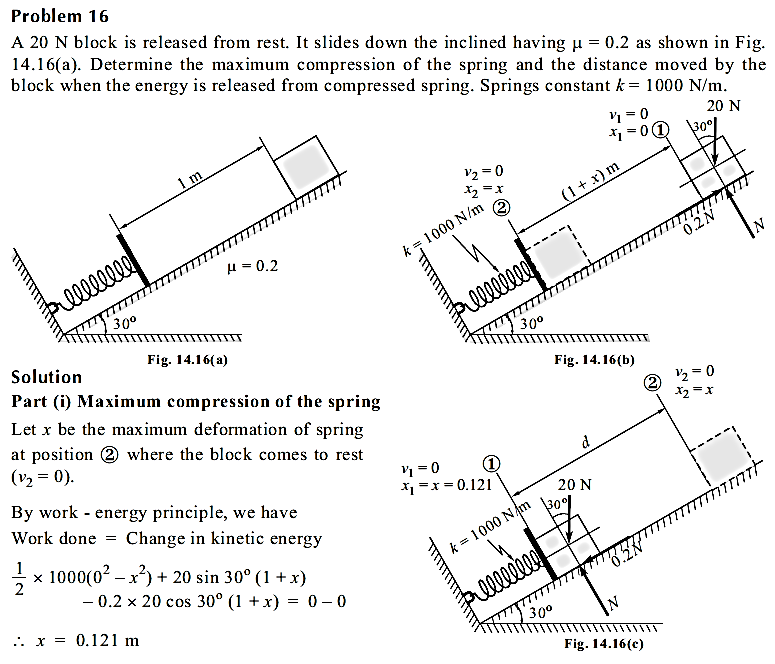 Problem 16
A 20 N block is released from rest. It slides down the inclined having μ = 0.2 as shown in Fig.
14.16(a). Determine the maximum compression of the spring and the distance moved by the
block when the energy is released from compressed spring. Springs constant k = 1000 N/m.
1 m
μ = 0.2
30°
Fig. 14.16(a)
v₁ = 0
x₁ = 0 ①
20 N
30°
v₂ = 0
x₂ = x
②
(1 + x) m
k = 1000 N/m
0.2N
N
30°
Fig. 14.16(b)
Solution
Part (i) Maximum compression of the spring
Let x be the maximum deformation of spring
at position ② where the block comes to rest
(v₂ = 0).
By work - energy principle, we have
Work done = Change in kinetic energy
1/2 × 1000(0² – x²) + 20 sin 30° (1 + x)
– 0.2 × 20 cos 30° (1 + x) = 0 – 0
∴ x = 0.121 m
②
v₂ = 0
x₂ = x
d
①
v₁ = 0
x₁ = x = 0.121
20 N
30°
k = 1000 N/m
0.2N
N
30°
Fig. 14.16(c)